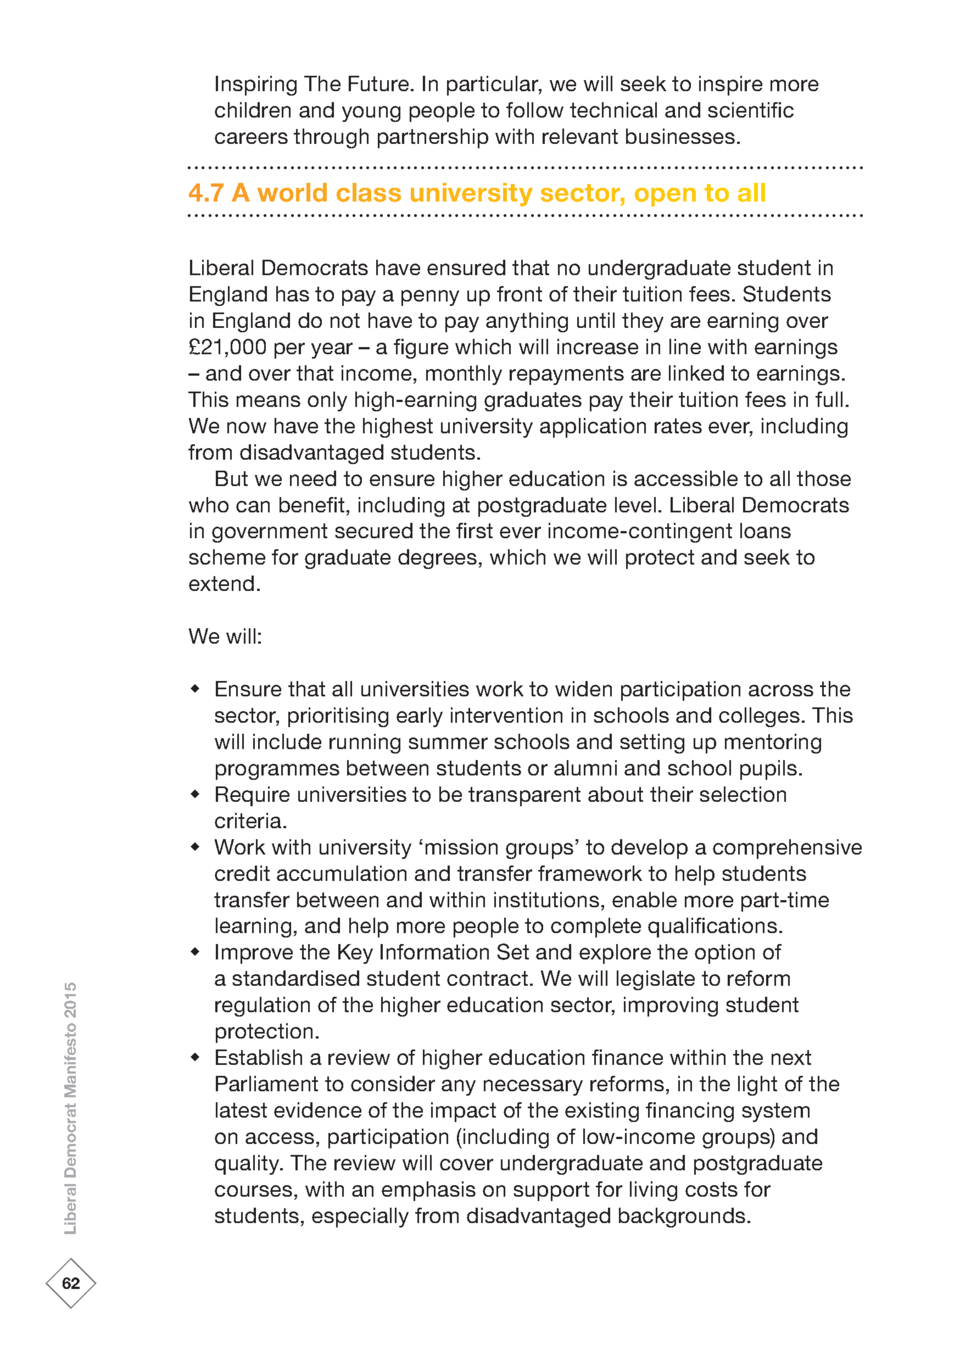 Inspiring The Future. In particular, we will seek to inspire more
children and young people to follow technical and scientific
careers through partnership with relevant businesses.
4.7 A world class university sector, open to all
Liberal Democrats have ensured that no undergraduate student in
England has to pay a penny up front of their tuition fees. Students
in England do not have to pay anything until they are earning over
£21,000 per year – a figure which will increase in line with earnings
– and over that income, monthly repayments are linked to earnings.
This means only high-earning graduates pay their tuition fees in full.
We now have the highest university application rates ever, including
from disadvantaged students.
But we need to ensure higher education is accessible to all those
who can benefit, including at postgraduate level. Liberal Democrats
in government secured the first ever income-contingent loans
scheme for graduate degrees, which we will protect and seek to
extend.
We will:
◆ Ensure that all universities work to widen participation across the
sector, prioritising early intervention in schools and colleges. This
will include running summer schools and setting up mentoring
programmes between students or alumni and school pupils.
◆ Require universities to be transparent about their selection
criteria.
◆ Work with university ‘mission groups’ to develop a comprehensive
credit accumulation and transfer framework to help students
transfer between and within institutions, enable more part-time
learning, and help more people to complete qualifications.
◆ Improve the Key Information Set and explore the option of
a standardised student contract. We will legislate to reform
regulation of the higher education sector, improving student
protection.
◆ Establish a review of higher education finance within the next
Parliament to consider any necessary reforms, in the light of the
latest evidence of the impact of the existing financing system
on access, participation (including of low-income groups) and
quality. The review will cover undergraduate and postgraduate
courses, with an emphasis on support for living costs for
students, especially from disadvantaged backgrounds.
Liberal Democrat Manifesto 2015
62